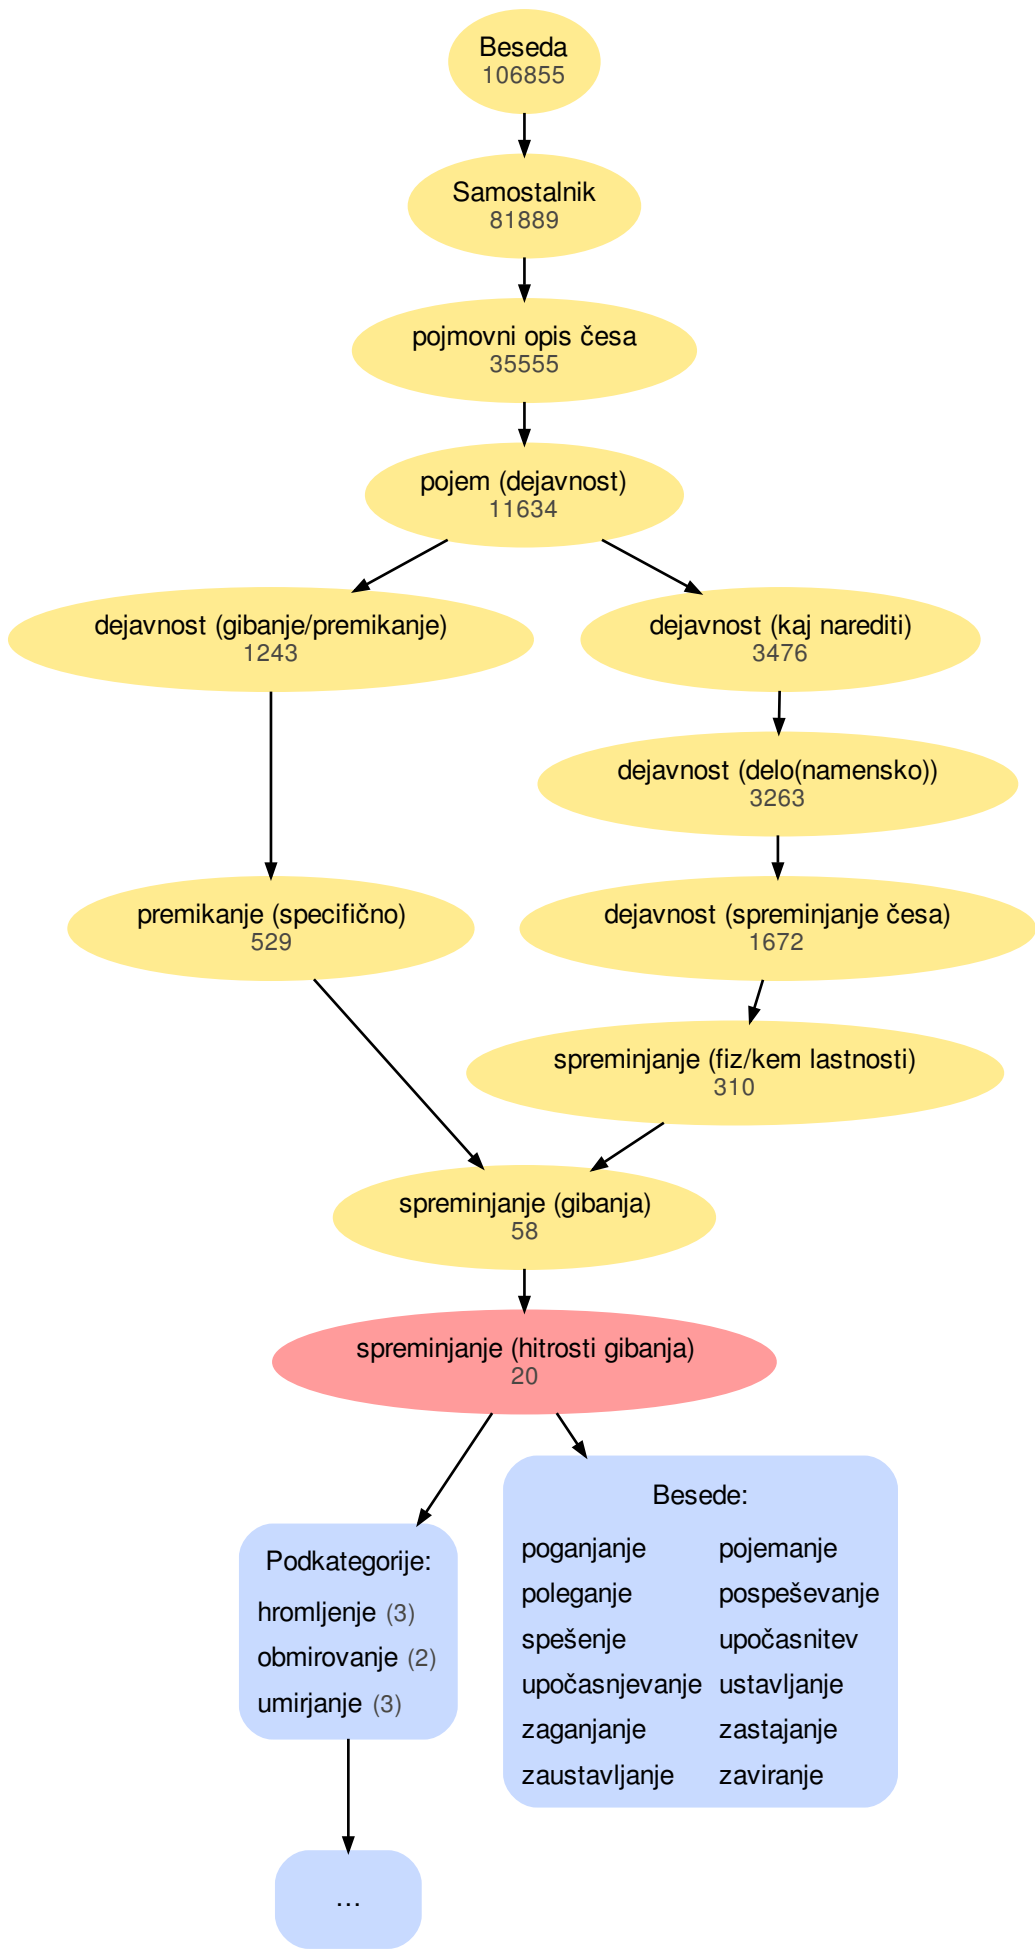 Beseda
106855
Samostalnik
81889
pojmovni opis česa
35555
pojem (dejavnost)
11634
dejavnost (gibanje/premikanje)
1243
dejavnost (kaj narediti)
3476
dejavnost (delo(namensko))
3263
premikanje (specifično)
529
dejavnost (spreminjanje česa)
1672
spreminjanje (fiz/kem lastnosti)
310
spreminjanje (gibanja)
58
spreminjanje (hitrosti gibanja)
20
Podkategorije:
hromljenje (3)
obmirovanje (2)
umirjanje (3)
...
Besede:
poganjanje pojemanje
poleganje pospeševanje
spešenje upočasnitev
upočasnjevanje ustavljanje
zaganjanje zastajanje
zaustavljanje zaviranje